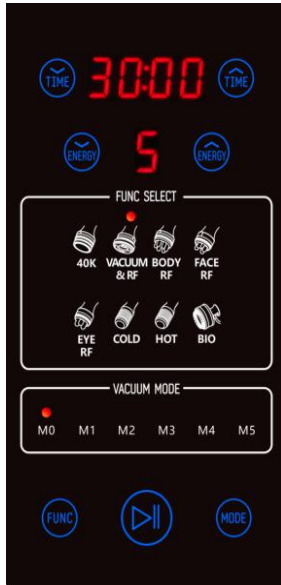 TIME 30:00 TIME
ENERGY 5 ENERGY
FUNC SELECT
40K VACUUM & RF BODY RF FACE RF
EYE RF COLD HOT BIO
VACUUM MODE
M0 M1 M2 M3 M4 M5
FUNC MODE